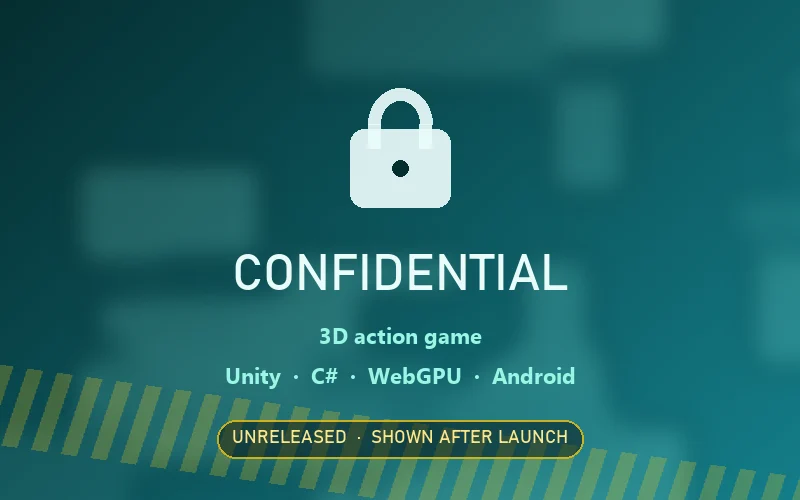 CONFIDENTIAL
3D action game
Unity · C# · WebGPU · Android
UNRELEASED · SHOWN AFTER LAUNCH